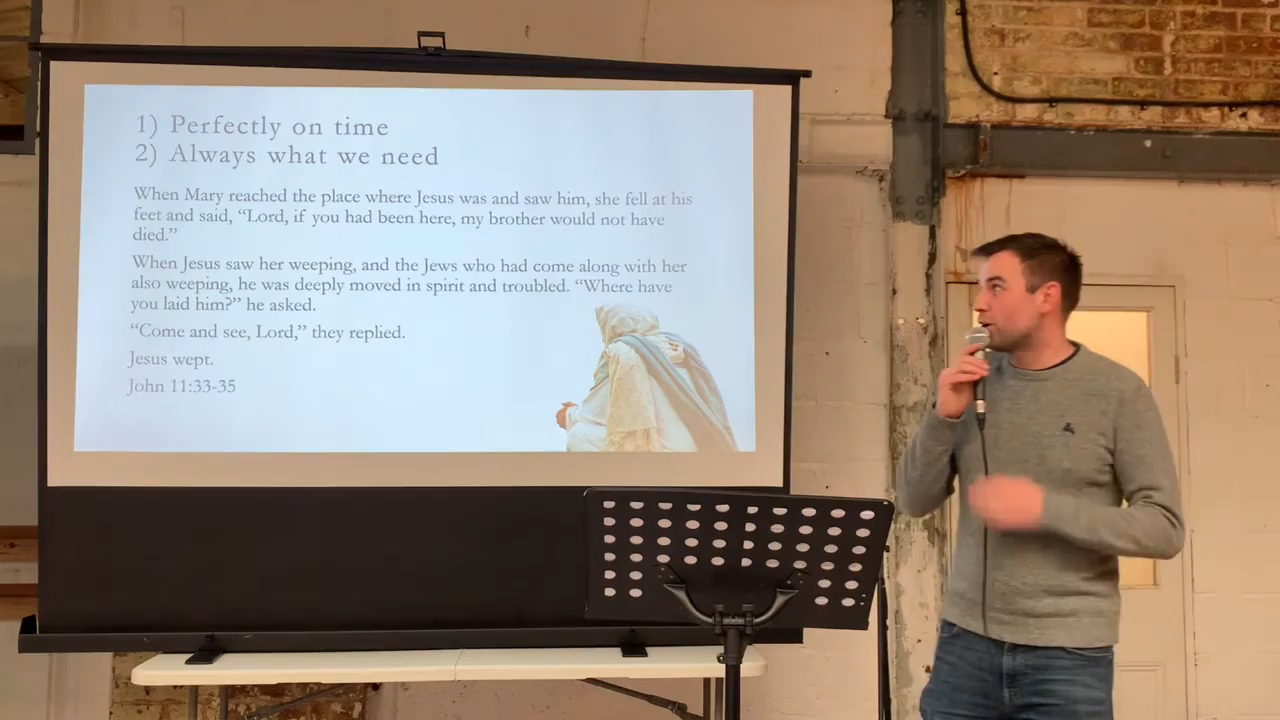 1) Perfectly on time
2) Always what we need
When Mary reached the place where Jesus was and saw him, she fell at his
feet and said, “Lord, if you had been here, my brother would not have
died.”
When Jesus saw her weeping, and the Jews who had come along with her
also weeping, he was deeply moved in spirit and troubled. “Where have
you laid him?” he asked.
“Come and see, Lord,” they replied.
Jesus wept.
John 11:33-35